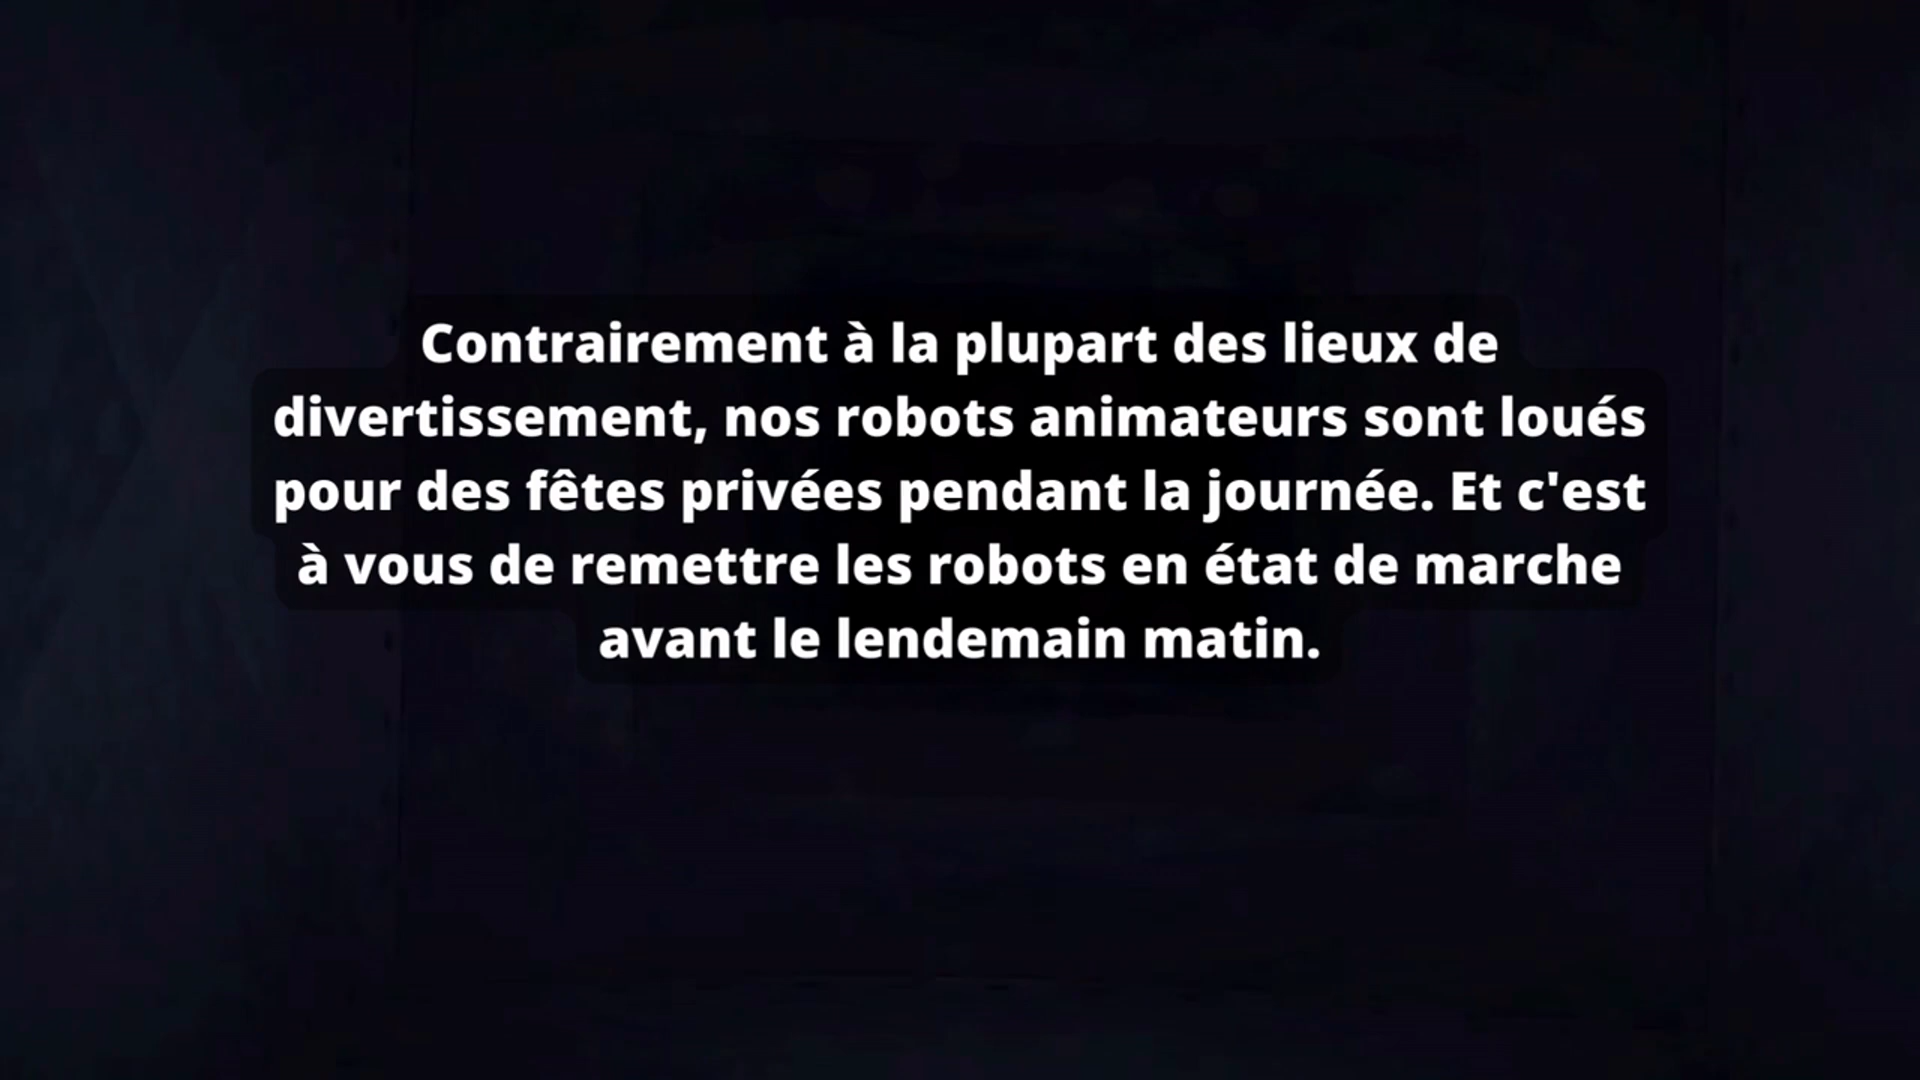 Contrairement à la plupart des lieux de
divertissement, nos robots animateurs sont loués
pour des fêtes privées pendant la journée. Et c'est
à vous de remettre les robots en état de marche
avant le lendemain matin.